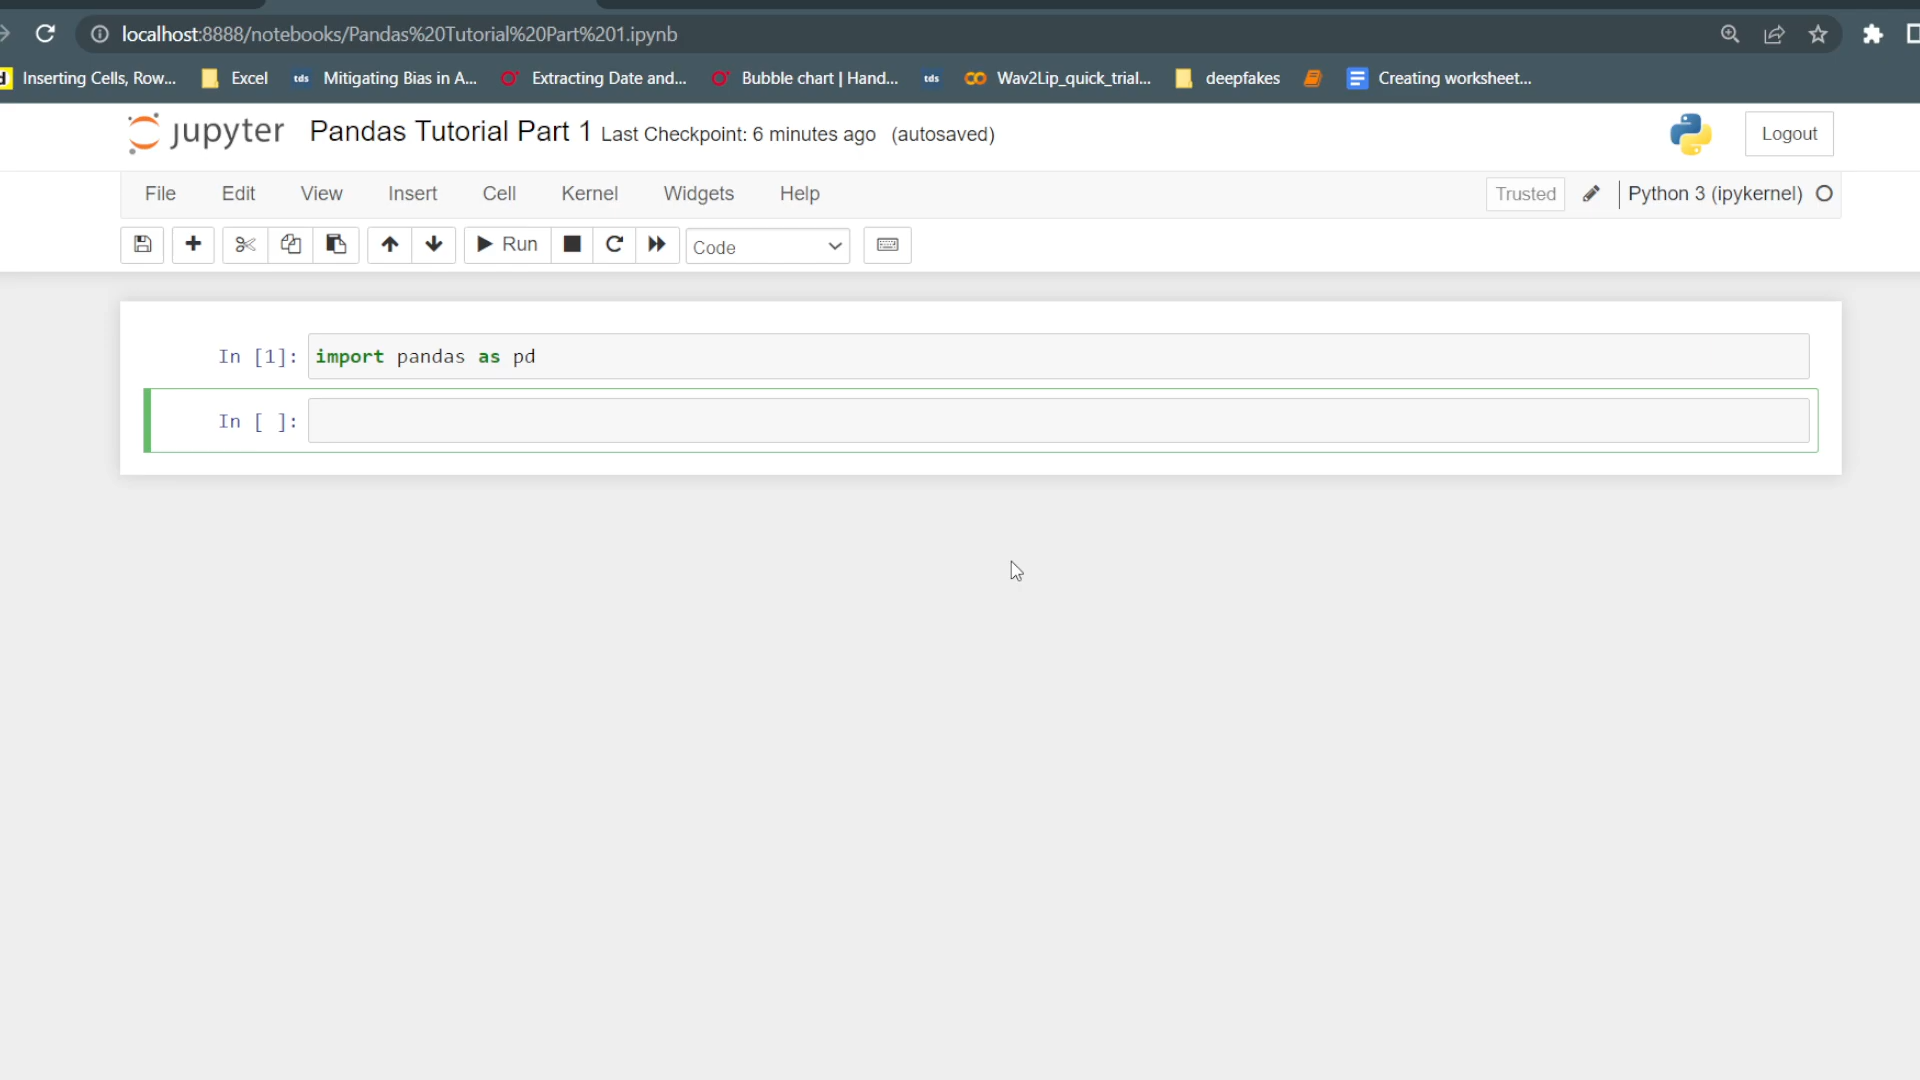 localhost:8888/notebooks/Pandas%20Tutorial%20Part%201.ipynb
Inserting Cells, Row... Excel tds Mitigating Bias in A... Extracting Date and... Bubble chart | Hand... tds Wav2Lip_quick_trial... deepfakes Creating worksheet...
jupyter Pandas Tutorial Part 1 Last Checkpoint: 6 minutes ago (autosaved) Logout
File Edit View Insert Cell Kernel Widgets Help Trusted Python 3 (ipykernel)
Run Code
In [1]: import pandas as pd
In [ ]: